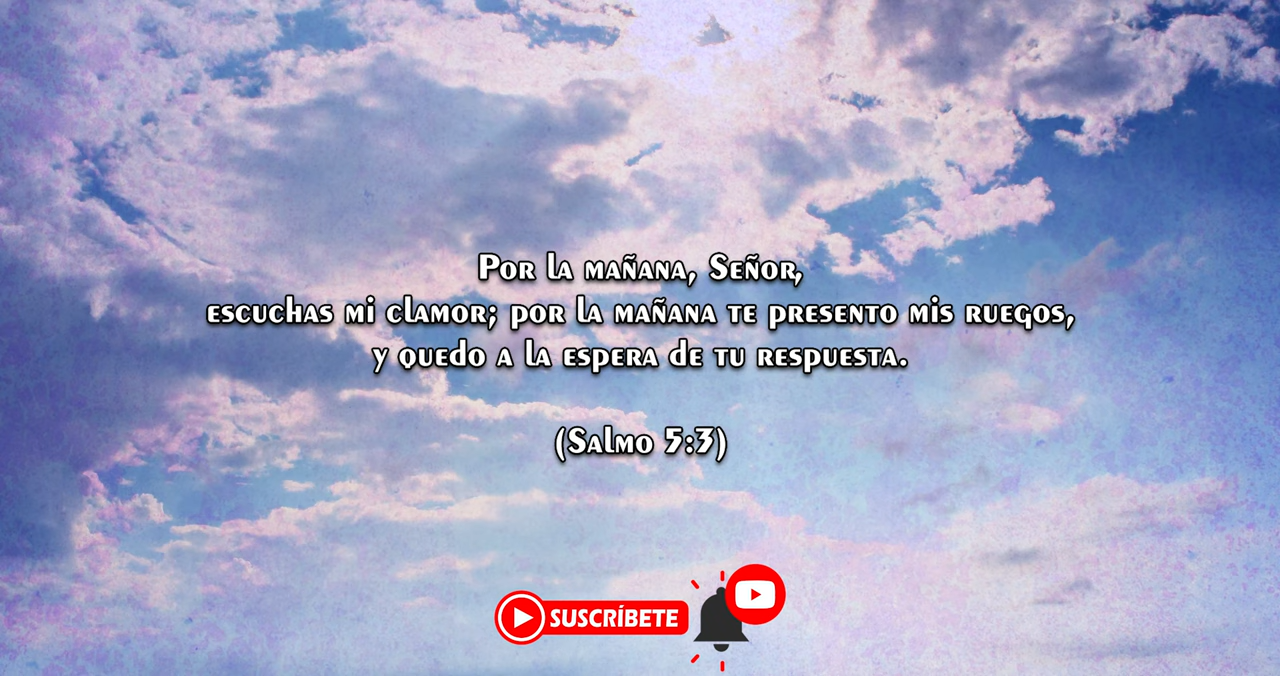 Por la mañana, Señor,
escuchas mi clamor; por la mañana te presento mis ruegos,
y quedo a la espera de tu respuesta.
(Salmo 5:3)
SUSCRÍBETE